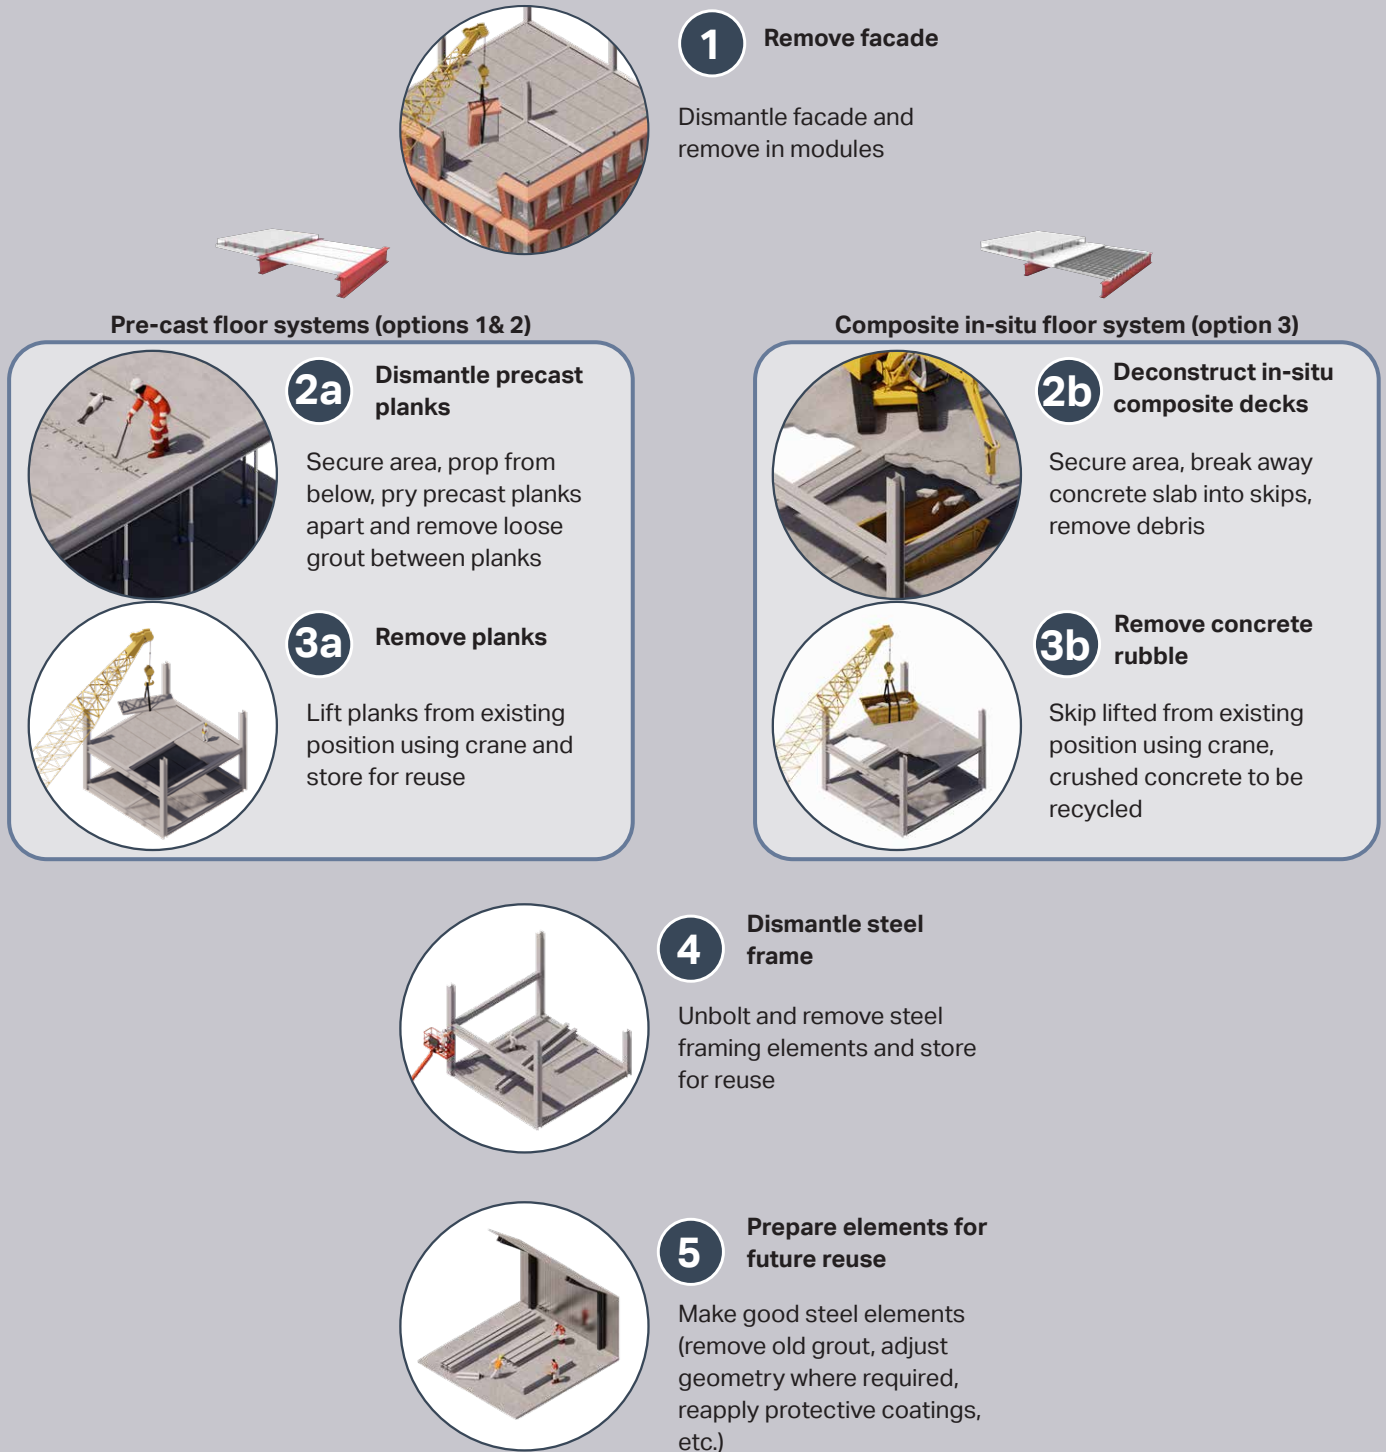 1
Remove facade
Dismantle facade and
remove in modules
Pre-cast floor systems (options 1& 2)
2a
Dismantle precast
planks
Secure area, prop from
below, pry precast planks
apart and remove loose
grout between planks
3a
Remove planks
Lift planks from existing
position using crane and
store for reuse
Composite in-situ floor system (option 3)
2b
Deconstruct in-situ
composite decks
Secure area, break away
concrete slab into skips,
remove debris
3b
Remove concrete
rubble
Skip lifted from existing
position using crane,
crushed concrete to be
recycled
4
Dismantle steel
frame
Unbolt and remove steel
framing elements and store
for reuse
5
Prepare elements for
future reuse
Make good steel elements
(remove old grout, adjust
geometry where required,
reapply protective coatings,
etc.)